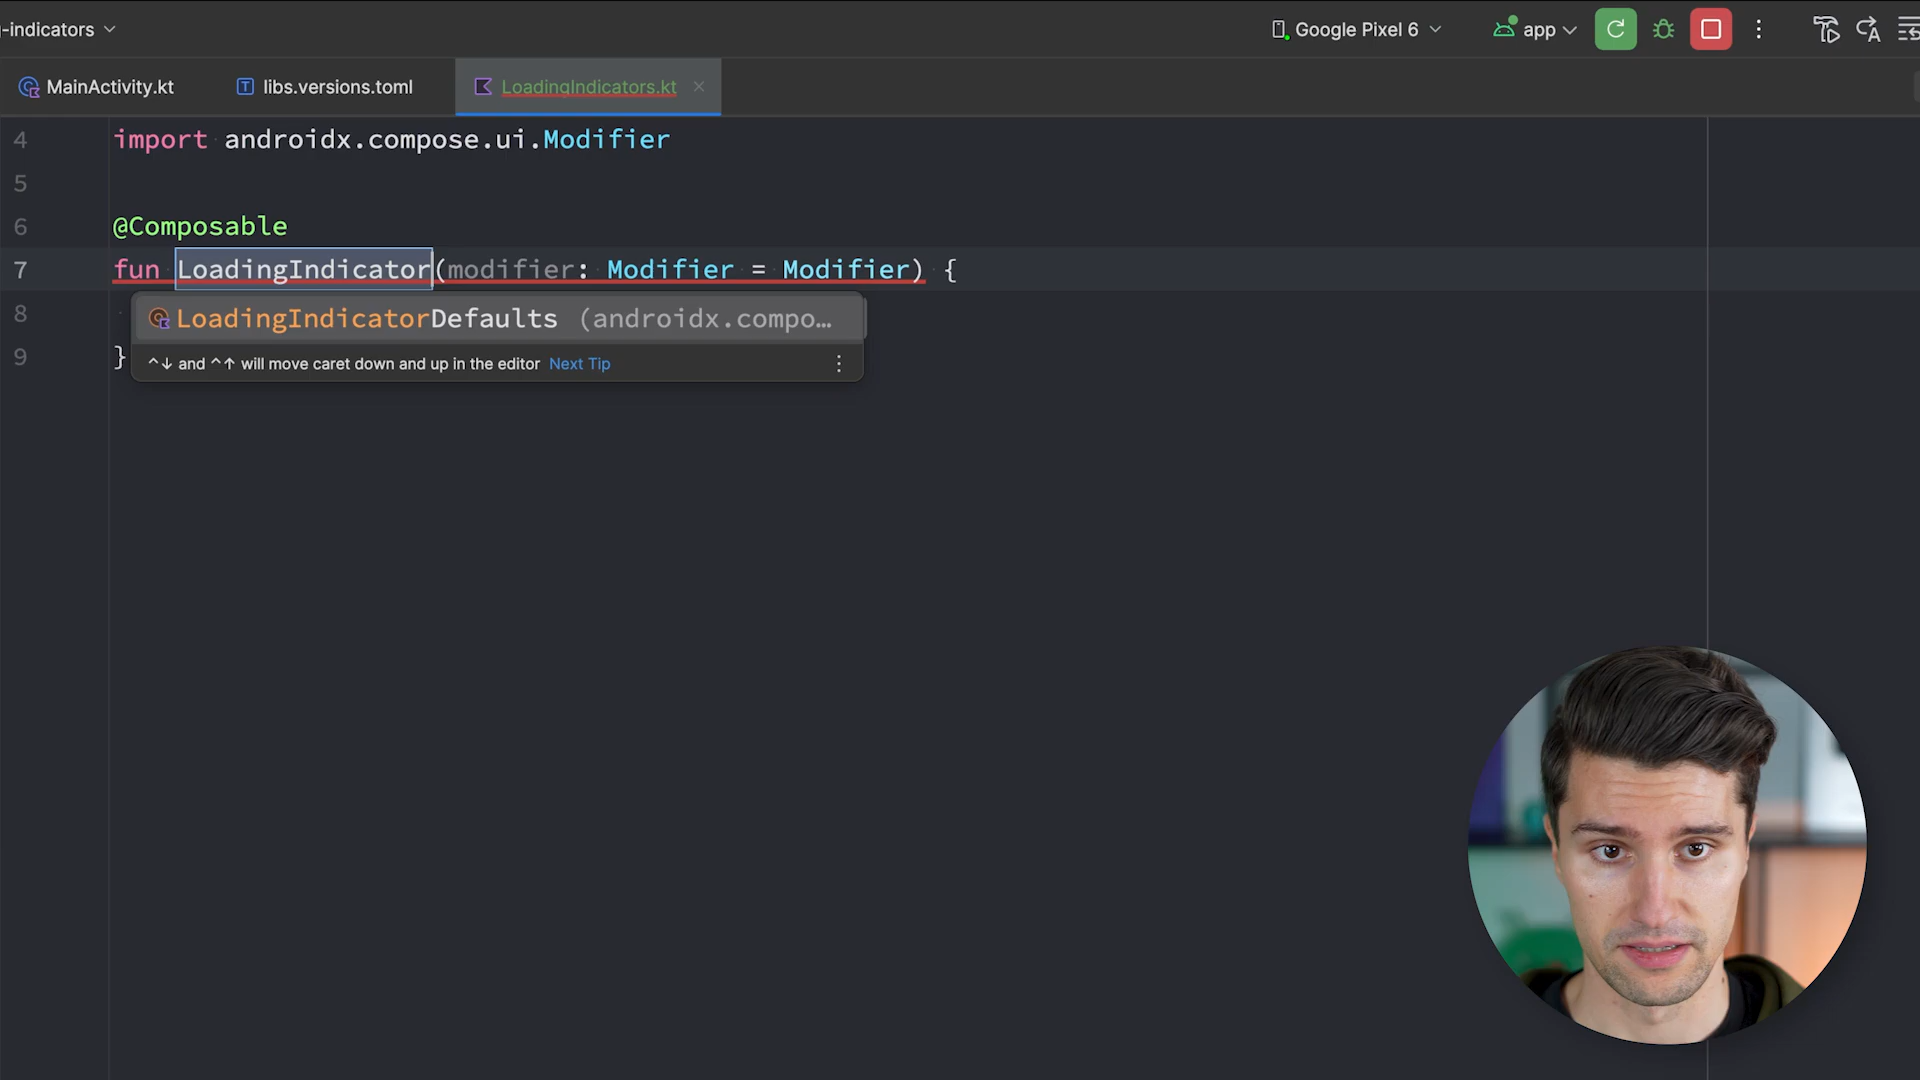 -indicators
Google Pixel 6
app
MainActivity.kt
libs.versions.toml
LoadingIndicators.kt
4 import androidx.compose.ui.Modifier
5
6 @Composable
7 fun LoadingIndicator(modifier: Modifier = Modifier) {
8
LoadingIndicatorDefaults (androidx.compo…
9 }
^↓ and ^↑ will move caret down and up in the editor Next Tip